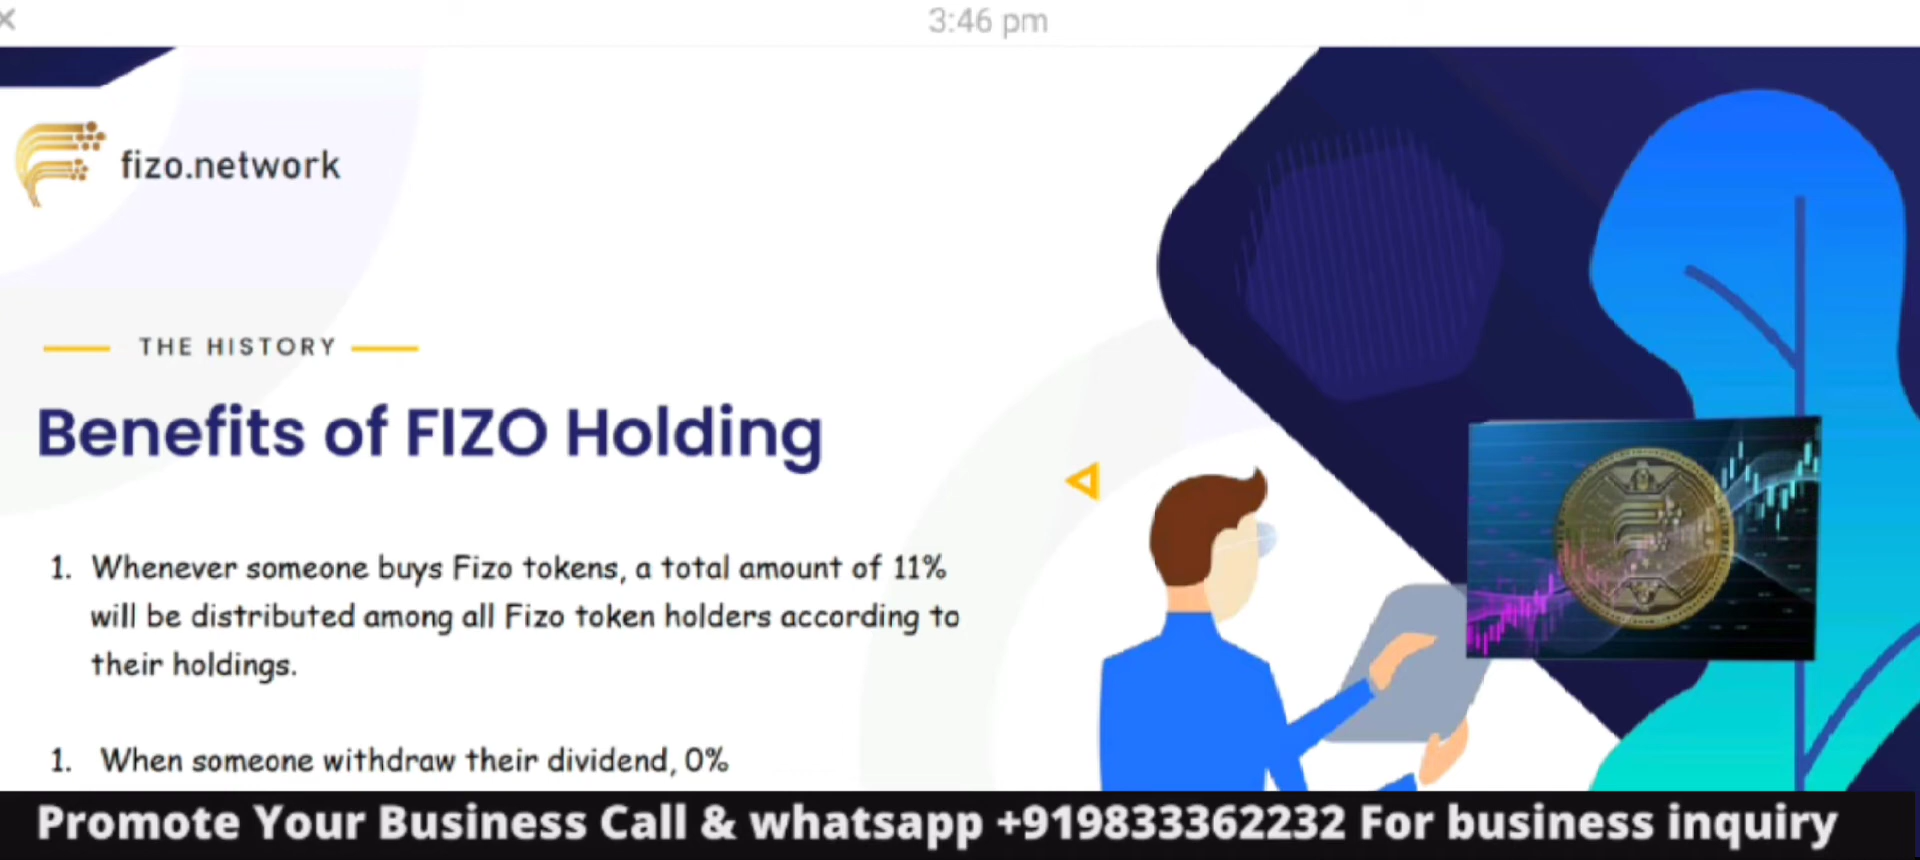 3:46 pm
fizo.network
THE HISTORY
Benefits of FIZO Holding
1. Whenever someone buys Fizo tokens, a total amount of 11%
will be distributed among all Fizo token holders according to
their holdings.
1. When someone withdraw their dividend, 0%
Promote Your Business Call & whatsapp +919833362232 For business inquiry